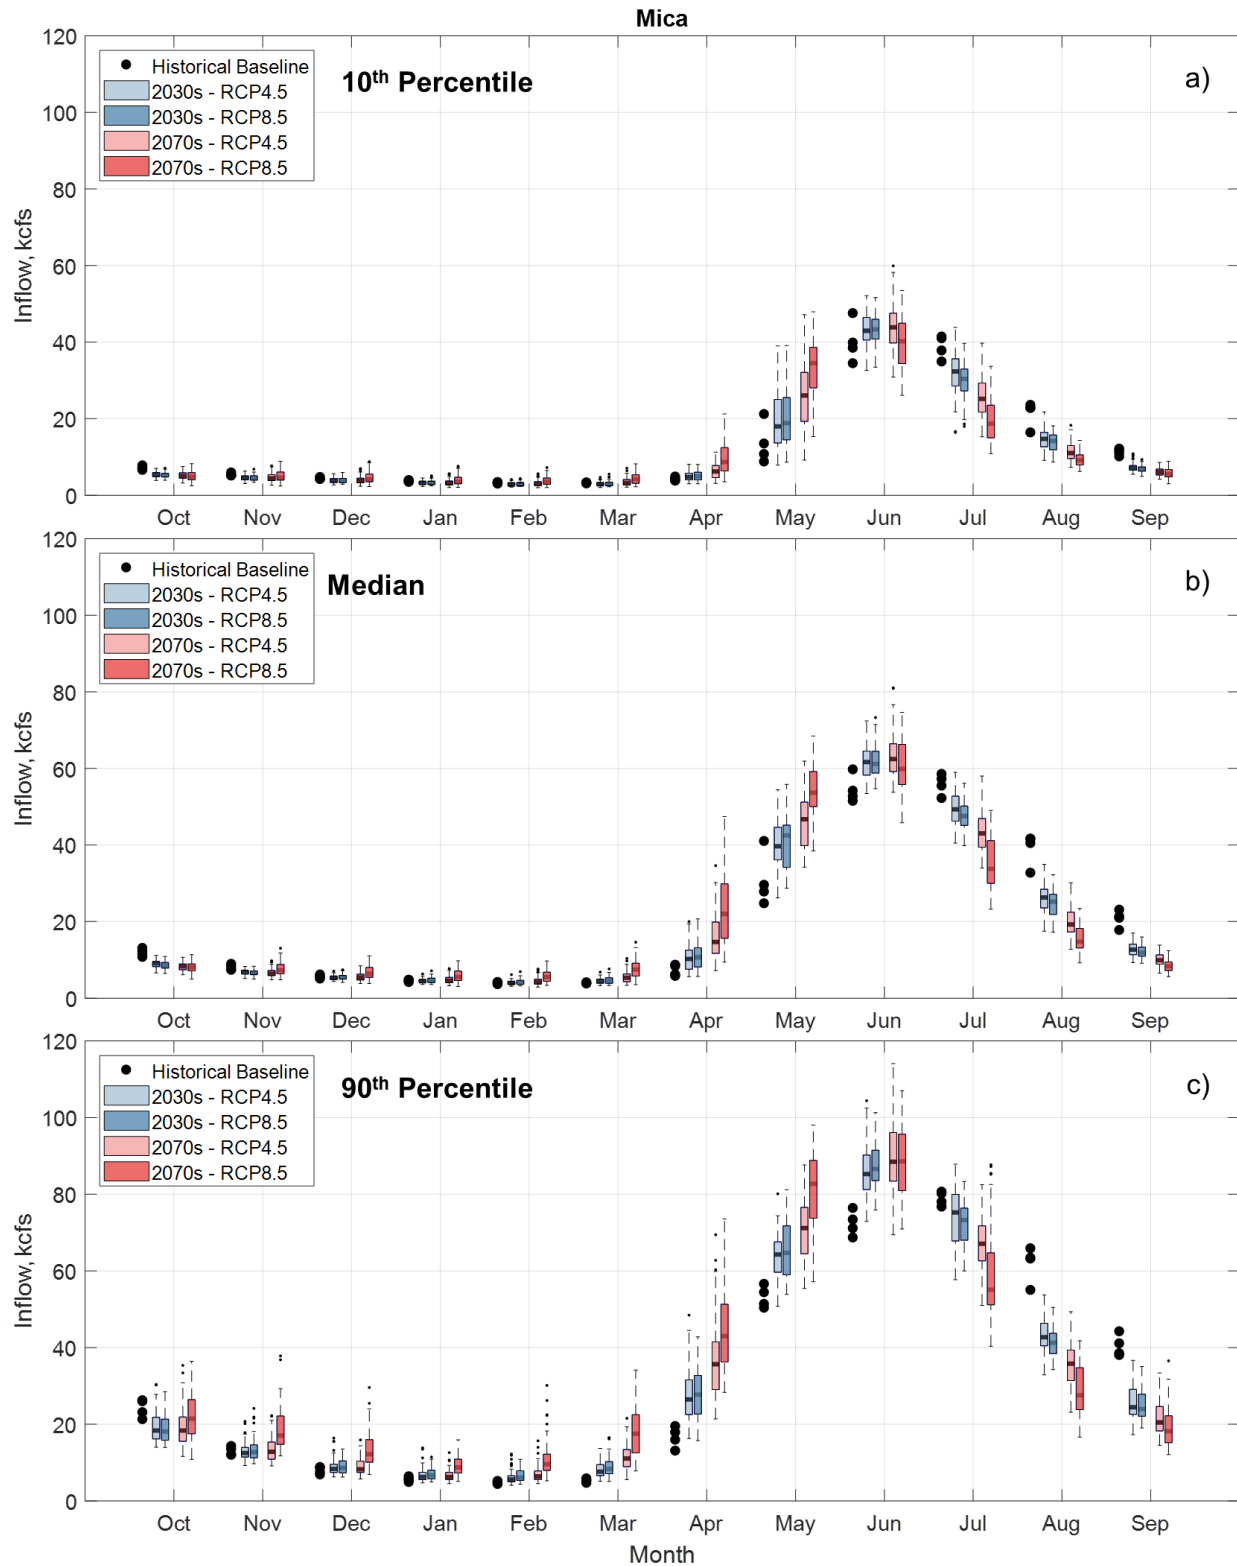 Mica
120
100
80
60
40
20
0
Inflow, kcfs
Historical Baseline
2030s - RCP4.5
2030s - RCP8.5
2070s - RCP4.5
2070s - RCP8.5
10th Percentile
a)
Oct Nov Dec Jan Feb Mar Apr May Jun Jul Aug Sep
120
100
80
60
40
20
0
Inflow, kcfs
Historical Baseline
2030s - RCP4.5
2030s - RCP8.5
2070s - RCP4.5
2070s - RCP8.5
Median
b)
Oct Nov Dec Jan Feb Mar Apr May Jun Jul Aug Sep
120
100
80
60
40
20
0
Inflow, kcfs
Historical Baseline
2030s - RCP4.5
2030s - RCP8.5
2070s - RCP4.5
2070s - RCP8.5
90th Percentile
c)
Oct Nov Dec Jan Feb Mar Apr May Jun Jul Aug Sep
Month